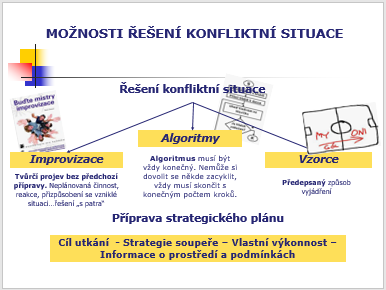 MOŽNOSTI ŘEŠENÍ KONFLIKTNÍ SITUACE
Řešení konfliktní situace
Buďte mistry
improvizace
MY
ONI
Algoritmy
Improvizace
Vzorce
Tvůrčí projev bez předchozí
přípravy. Neplánovaná činnost,
reakce, přizpůsobení se vzniklé
situaci...řešení „s patra"
Algoritmus musí být
vždy konečný. Nemůže si
dovolit se někde zacyklit,
vždy musí skončit s
konečným počtem kroků.
Předepsaný způsob
vyjádření
Příprava strategického plánu
Cíl utkání - Strategie soupeře – Vlastní výkonnost –
Informace o prostředí a podmínkách